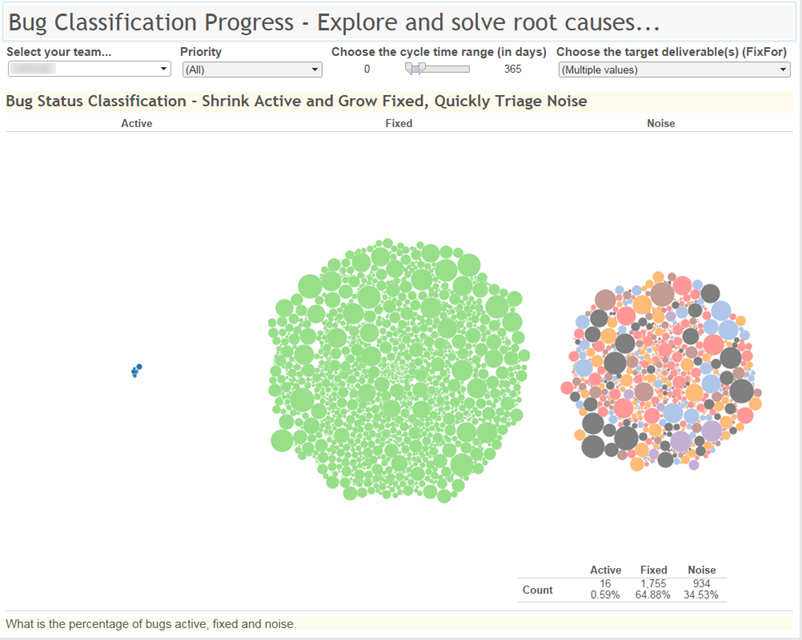 Bug Classification Progress - Explore and solve root causes...
Select your team... Priority Choose the cycle time range (in days) Choose the target deliverable(s) (FixFor)
(All) 0 365 (Multiple values)
Bug Status Classification - Shrink Active and Grow Fixed, Quickly Triage Noise
Active Fixed Noise
Active Fixed Noise
Count 16 1,755 934
0.59% 64.88% 34.53%
What is the percentage of bugs active, fixed and noise.